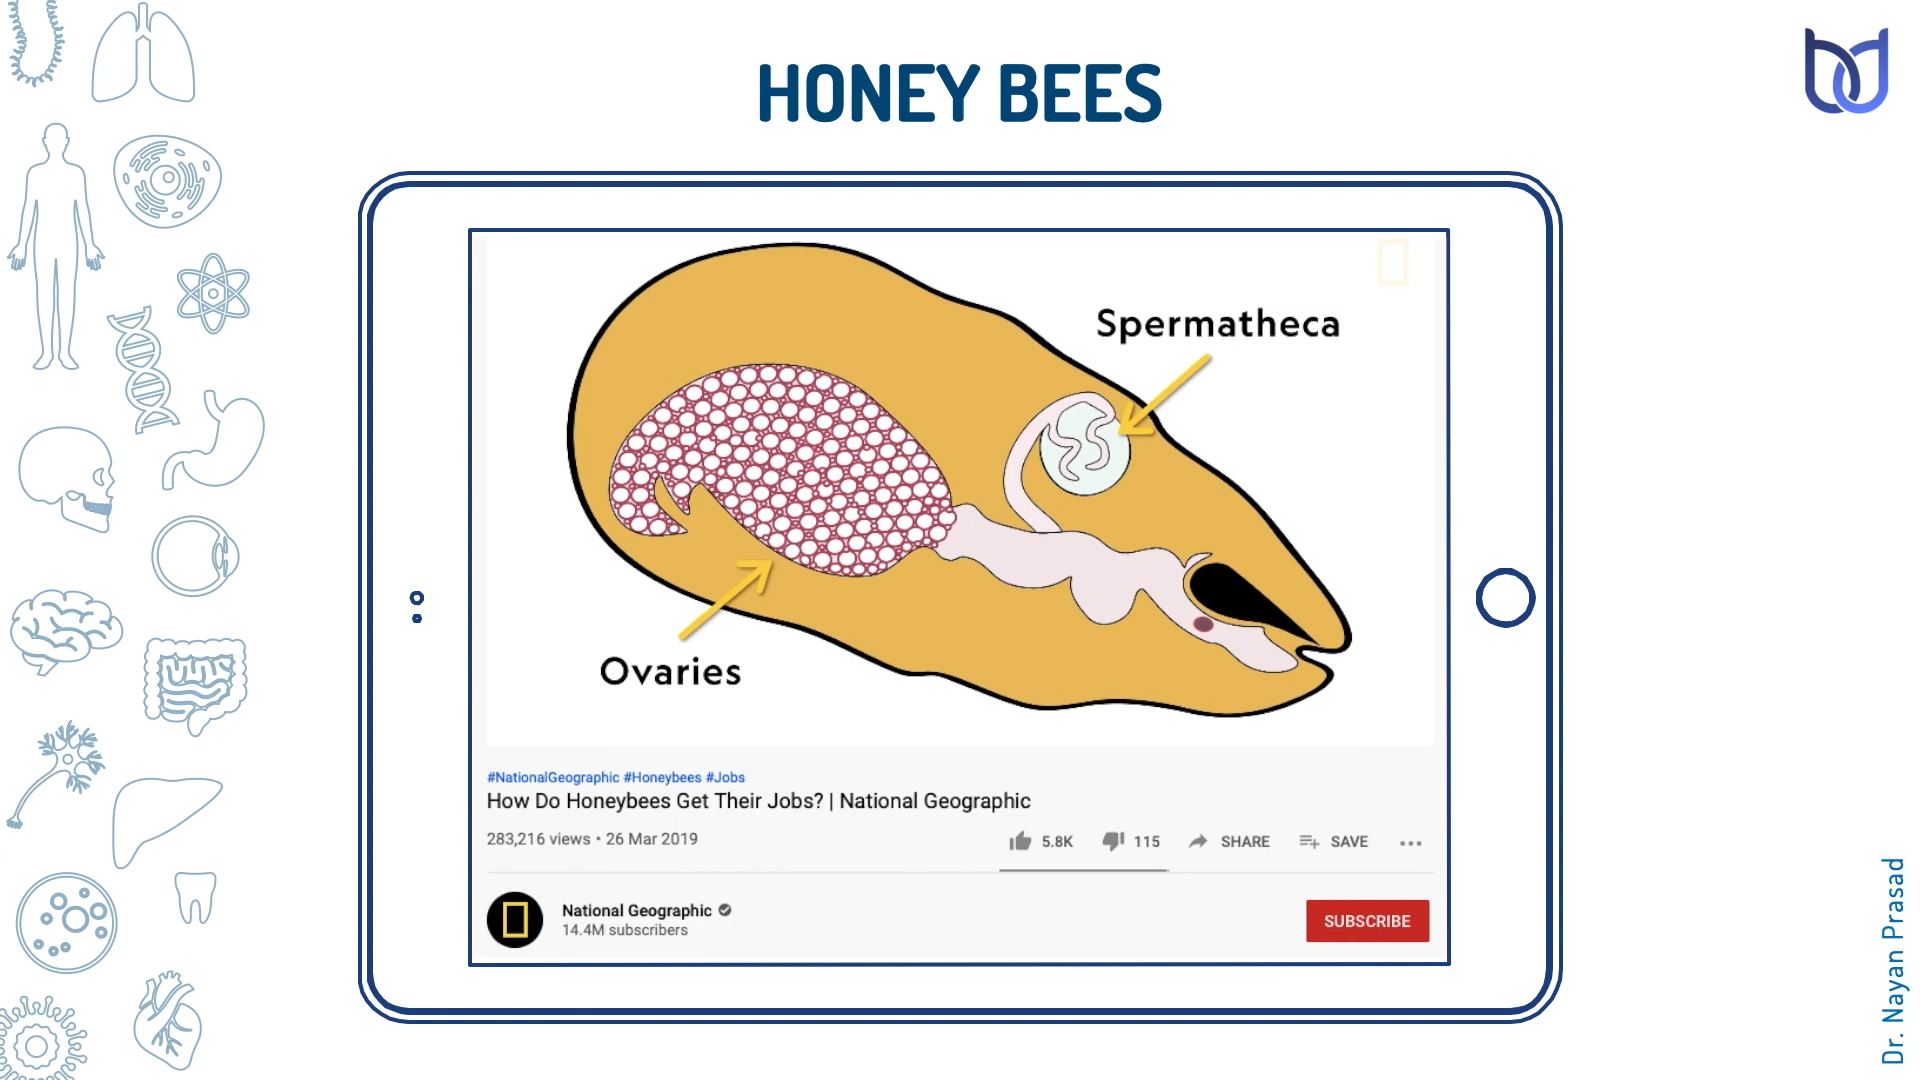 HONEY BEES
Spermatheca
Ovaries
#NationalGeographic #Honeybees #Jobs
How Do Honeybees Get Their Jobs? | National Geographic
283,216 views • 26 Mar 2019
5.8K 115 SHARE SAVE
National Geographic
14.4M subscribers
SUBSCRIBE
Dr. Nayan Prasad